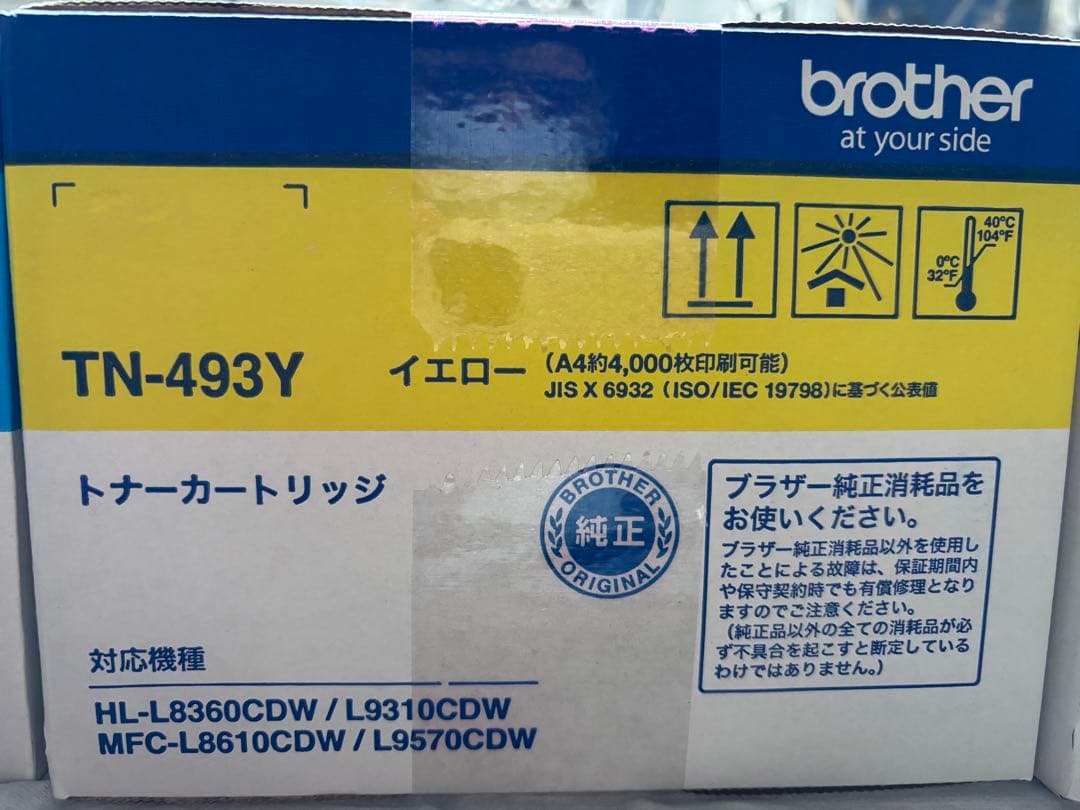 brother
at your side
40℃
104°F
0℃
32°F
TN-493Y
イエロー
(A4約4,000枚印刷可能)
JIS X 6932 (ISO/IEC 19798)に基づく公表値
トナーカートリッジ
BROTHER
純正
ORIGINAL
ブラザー純正消耗品を
お使いください。
ブラザー純正消耗品以外を使用し
たことによる故障は、保証期間内
や保守契約時でも有償修理となり
ますのでご注意ください。
(純正品以外の全ての消耗品が必
ず不具合を起こすと断定している
わけではありません。)
対応機種
HL-L8360CDW / L9310CDW
MFC-L8610CDW / L9570CDW